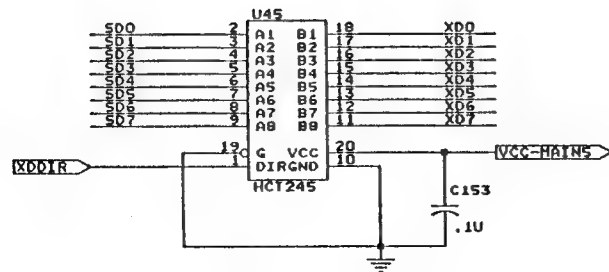 U45
SD0 2 A1 B1 18 XD0
SD1 3 A2 B2 17 XD1
SD2 4 A3 B3 16 XD2
SD3 5 A4 B4 15 XD3
SD4 6 A5 B5 14 XD4
SD5 7 A6 B6 13 XD5
SD6 8 A7 B7 12 XD6
SD7 9 A8 B8 11 XD7
19 G VCC 20 VCC-MAINS
XDDIR 1 DIR GND 10
HCT245
C153
.1U